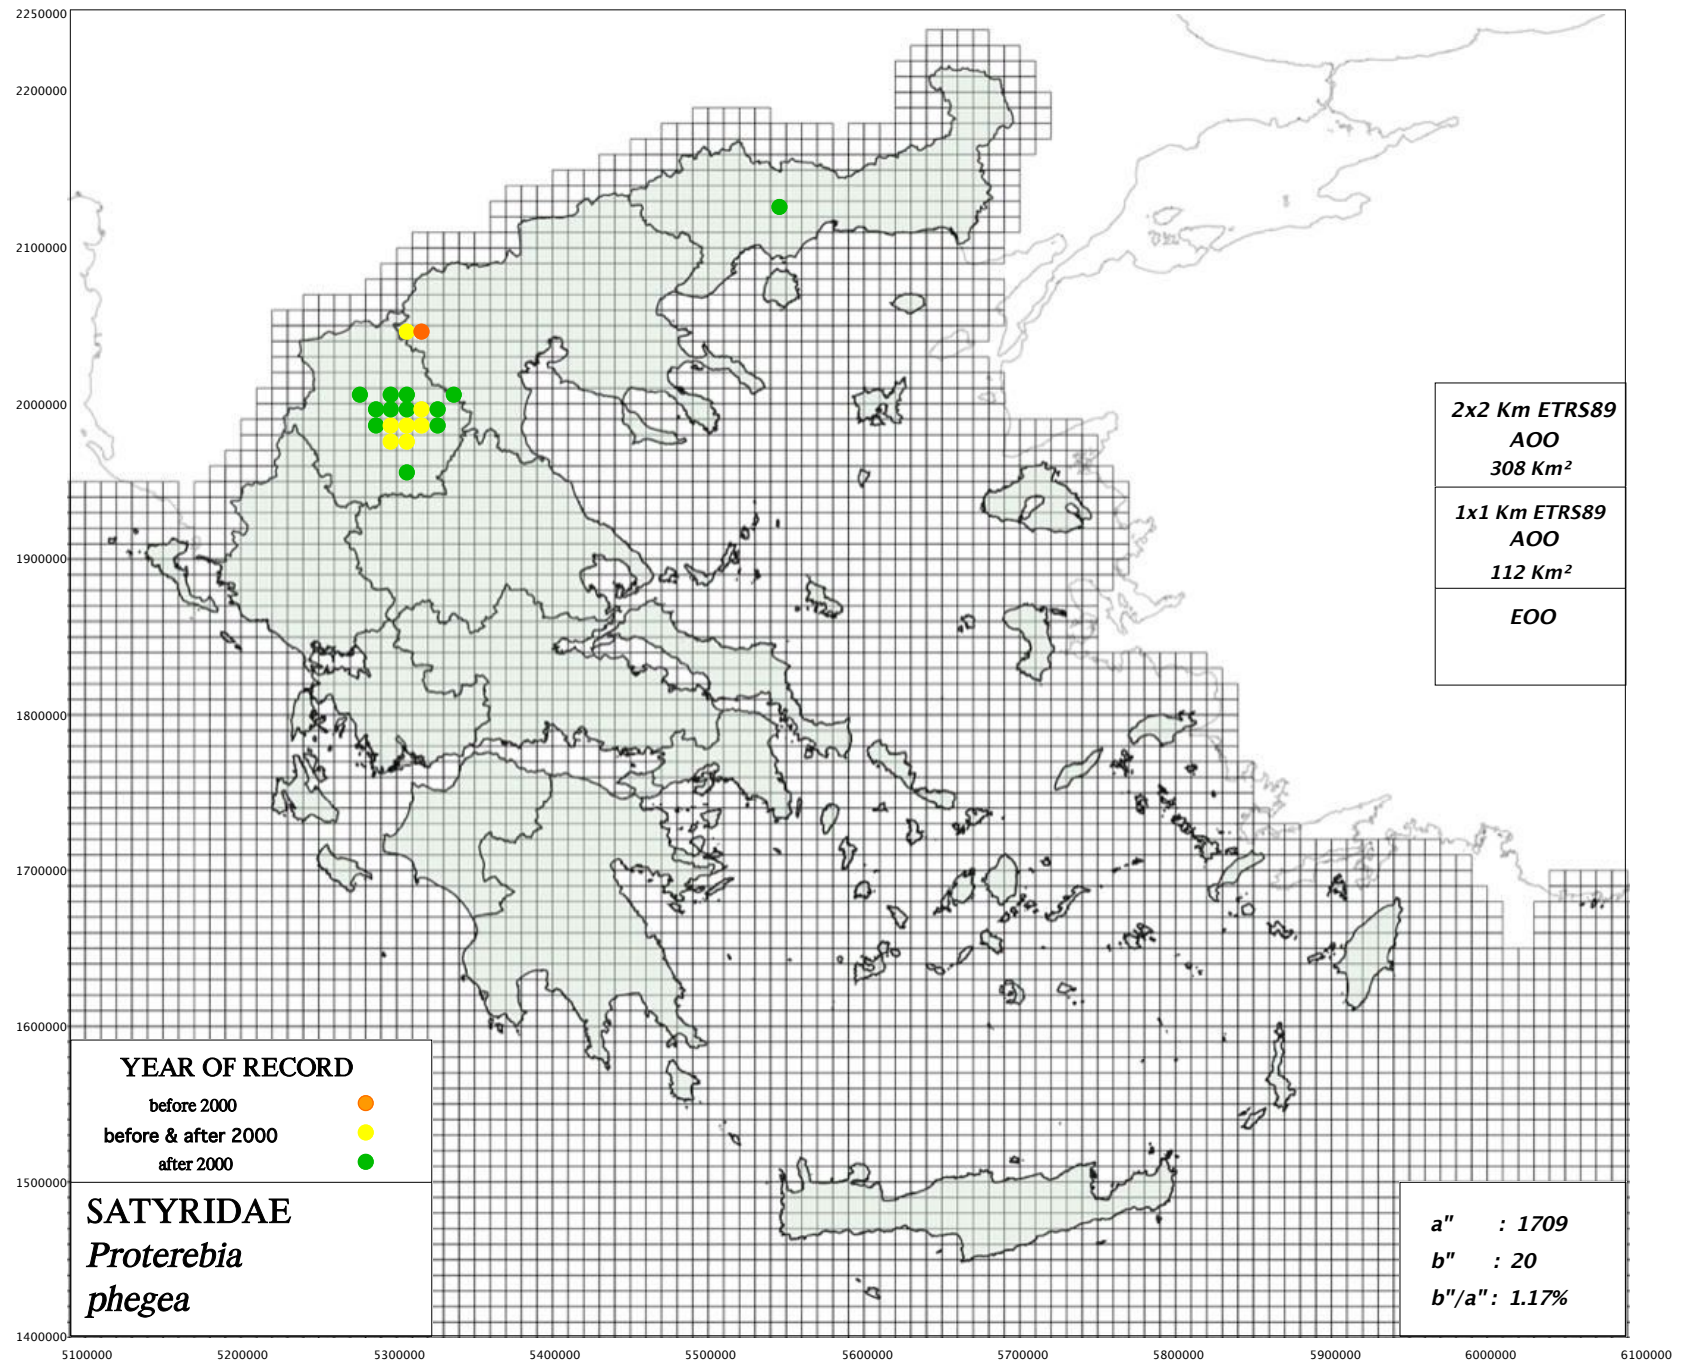 2250000
2200000
2100000
2000000
1900000
1800000
1700000
1600000
1500000
1400000
5100000 5200000 5300000 5400000 5500000 5600000 5700000 5800000 5900000 6000000 6100000
2x2 Km ETRS89
AOO
308 Km²
1x1 Km ETRS89
AOO
112 Km²
EOO
YEAR OF RECORD
before 2000
before & after 2000
after 2000
SATYRIDAE
Proterebia
phegea
a" : 1709
b" : 20
b"/a" : 1.17%